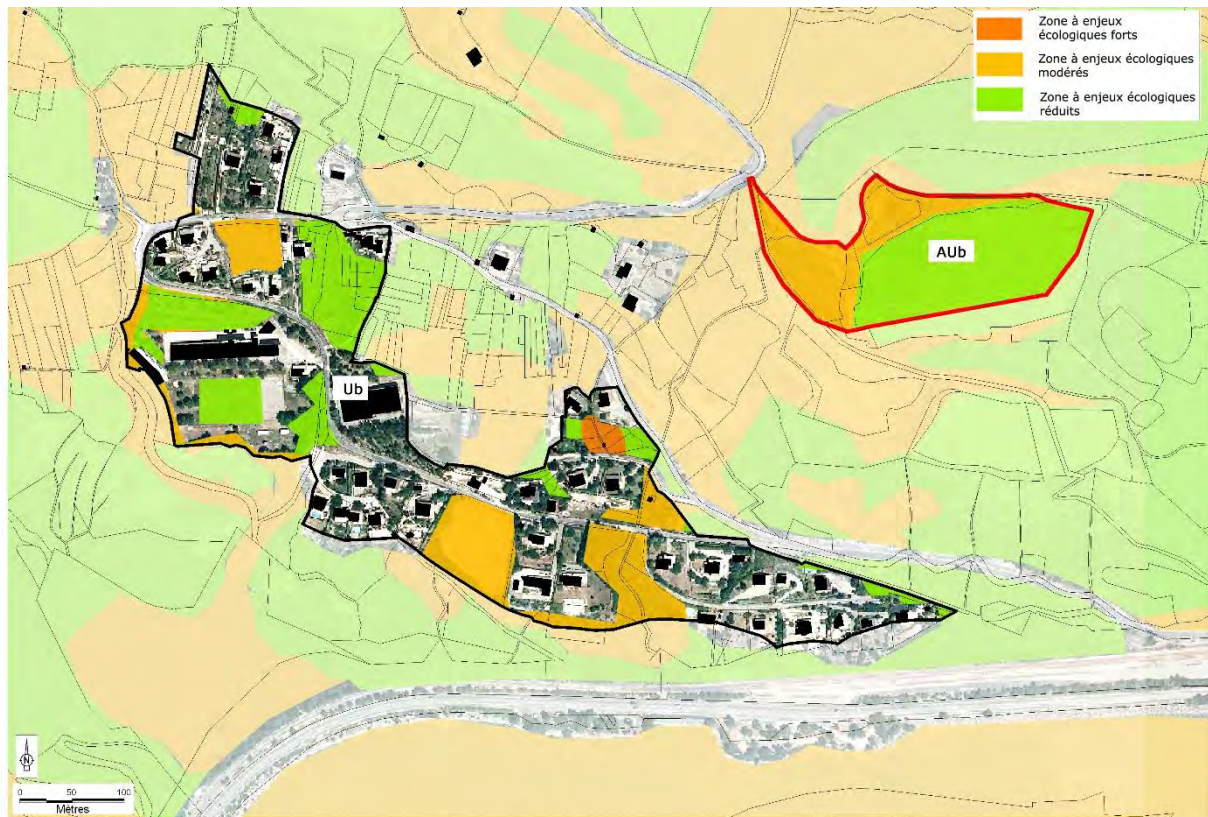 Zone à enjeux
écologiques forts
Zone à enjeux écologiques
modérés
Zone à enjeux écologiques
réduits
AUb
Ub
N
0 50 100
Mètres